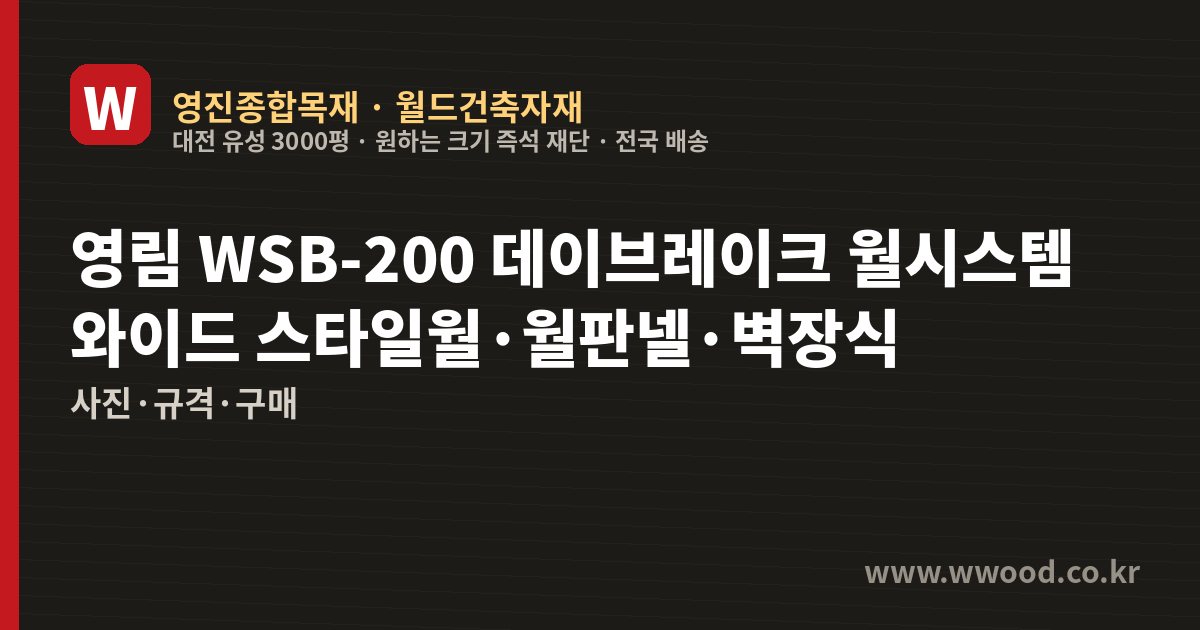 W
영진종합목재 · 월드건축자재
대전 유성 3000평 · 원하는 크기 즉석 재단 · 전국 배송
영림 WSB-200 데이브레이크 월시스템
와이드 스타일월·월판넬·벽장식
사진·규격·구매
www.wwood.co.kr